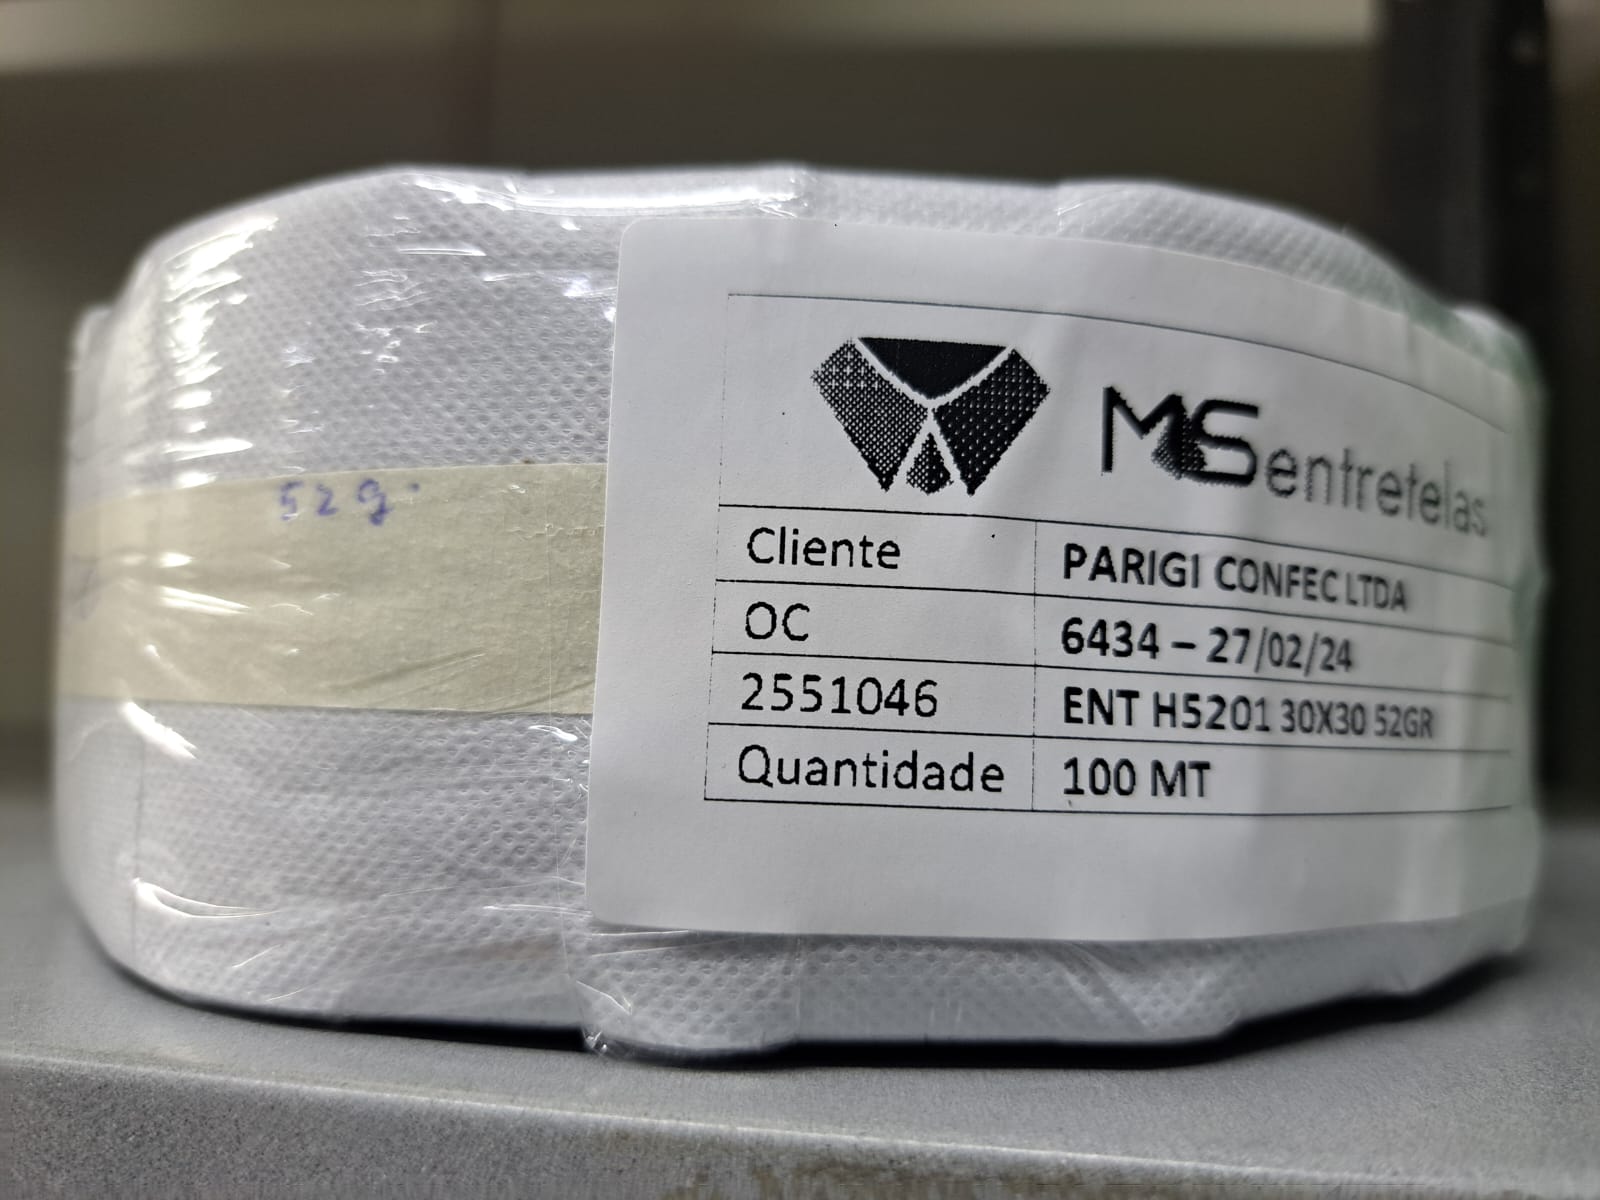 52g.
MSentretelas
Cliente PARIGI CONFEC LTDA
OC 6434 – 27/02/24
2551046 ENT H5201 30X30 52GR
Quantidade 100 MT